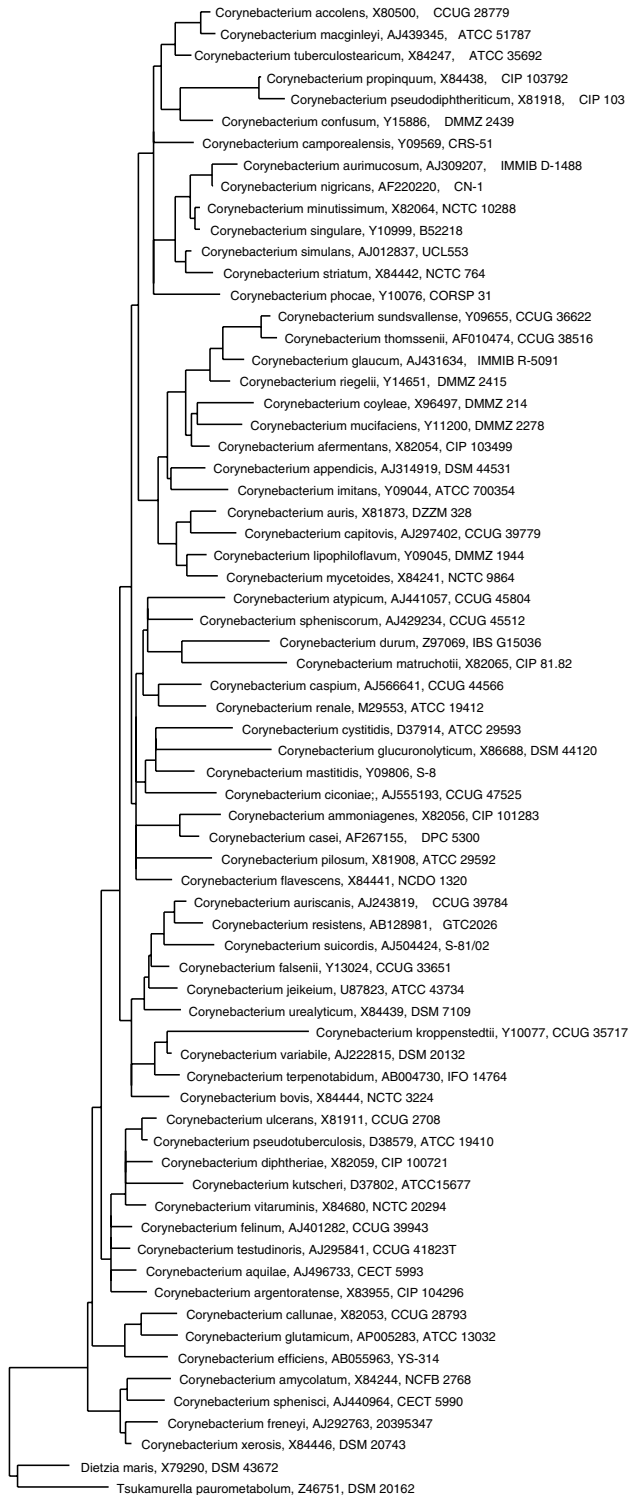 Corynebacterium accolens, X80500, CCUG 28779
Corynebacterium macginleyi, AJ439345, ATCC 51787
Corynebacterium tuberculostearicum, X84247, ATCC 35692
Corynebacterium propinquum, X84438, CIP 103792
Corynebacterium pseudodiphtheriticum, X81918, CIP 103
Corynebacterium confusum, Y15886, DMMZ 2439
Corynebacterium camporealensis, Y09569, CRS-51
Corynebacterium aurimucosum, AJ309207, IMMIB D-1488
Corynebacterium nigricans, AF220220, CN-1
Corynebacterium minutissimum, X82064, NCTC 10288
Corynebacterium singulare, Y10999, B52218
Corynebacterium simulans, AJ012837, UCL553
Corynebacterium striatum, X84442, NCTC 764
Corynebacterium phocae, Y10076, CORSP 31
Corynebacterium sundsvallense, Y09655, CCUG 36622
Corynebacterium thomssenii, AF010474, CCUG 38516
Corynebacterium glaucum, AJ431634, IMMIB R-5091
Corynebacterium riegelii, Y14651, DMMZ 2415
Corynebacterium coyleae, X96497, DMMZ 214
Corynebacterium mucifaciens, Y11200, DMMZ 2278
Corynebacterium afermentans, X82054, CIP 103499
Corynebacterium appendicis, AJ314919, DSM 44531
Corynebacterium imitans, Y09044, ATCC 700354
Corynebacterium auris, X81873, DZZM 328
Corynebacterium capitovis, AJ297402, CCUG 39779
Corynebacterium lipophiloflavum, Y09045, DMMZ 1944
Corynebacterium mycetoides, X84241, NCTC 9864
Corynebacterium atypicum, AJ441057, CCUG 45804
Corynebacterium spheniscorum, AJ429234, CCUG 45512
Corynebacterium durum, Z97069, IBS G15036
Corynebacterium matruchotii, X82065, CIP 81.82
Corynebacterium caspium, AJ566641, CCUG 44566
Corynebacterium renale, M29553, ATCC 19412
Corynebacterium cystitidis, D37914, ATCC 29593
Corynebacterium glucuronolyticum, X86688, DSM 44120
Corynebacterium mastitidis, Y09806, S-8
Corynebacterium ciconiae;, AJ555193, CCUG 47525
Corynebacterium ammoniagenes, X82056, CIP 101283
Corynebacterium casei, AF267155, DPC 5300
Corynebacterium pilosum, X81908, ATCC 29592
Corynebacterium flavescens, X84441, NCDO 1320
Corynebacterium auriscanis, AJ243819, CCUG 39784
Corynebacterium resistens, AB128981, GTC2026
Corynebacterium suicordis, AJ504424, S-81/02
Corynebacterium falsenii, Y13024, CCUG 33651
Corynebacterium jeikeium, U87823, ATCC 43734
Corynebacterium urealyticum, X84439, DSM 7109
Corynebacterium kroppenstedtii, Y10077, CCUG 35717
Corynebacterium variabile, AJ222815, DSM 20132
Corynebacterium terpenotabidum, AB004730, IFO 14764
Corynebacterium bovis, X84444, NCTC 3224
Corynebacterium ulcerans, X81911, CCUG 2708
Corynebacterium pseudotuberculosis, D38579, ATCC 19410
Corynebacterium diphtheriae, X82059, CIP 100721
Corynebacterium kutscheri, D37802, ATCC15677
Corynebacterium vitaruminis, X84680, NCTC 20294
Corynebacterium felinum, AJ401282, CCUG 39943
Corynebacterium testudinoris, AJ295841, CCUG 41823T
Corynebacterium aquilae, AJ496733, CECT 5993
Corynebacterium argentoratense, X83955, CIP 104296
Corynebacterium callunae, X82053, CCUG 28793
Corynebacterium glutamicum, AP005283, ATCC 13032
Corynebacterium efficiens, AB055963, YS-314
Corynebacterium amycolatum, X84244, NCFB 2768
Corynebacterium sphenisci, AJ440964, CECT 5990
Corynebacterium freneyi, AJ292763, 20395347
Corynebacterium xerosis, X84446, DSM 20743
Dietzia maris, X79290, DSM 43672
Tsukamurella paurometabolum, Z46751, DSM 20162